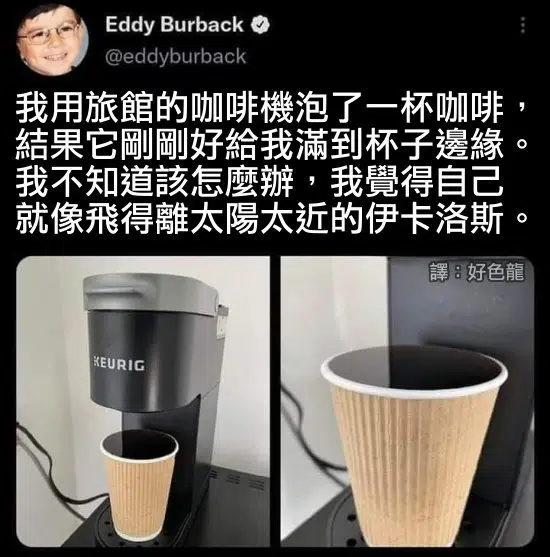 Eddy Burback
@eddyburback
我用旅館的咖啡機泡了一杯咖啡，
結果它剛剛好給我滿到杯子邊緣。
我不知道該怎麼辦，我覺得自己
就像飛得離太陽太近的伊卡洛斯。
譯：好色龍
KEURIG